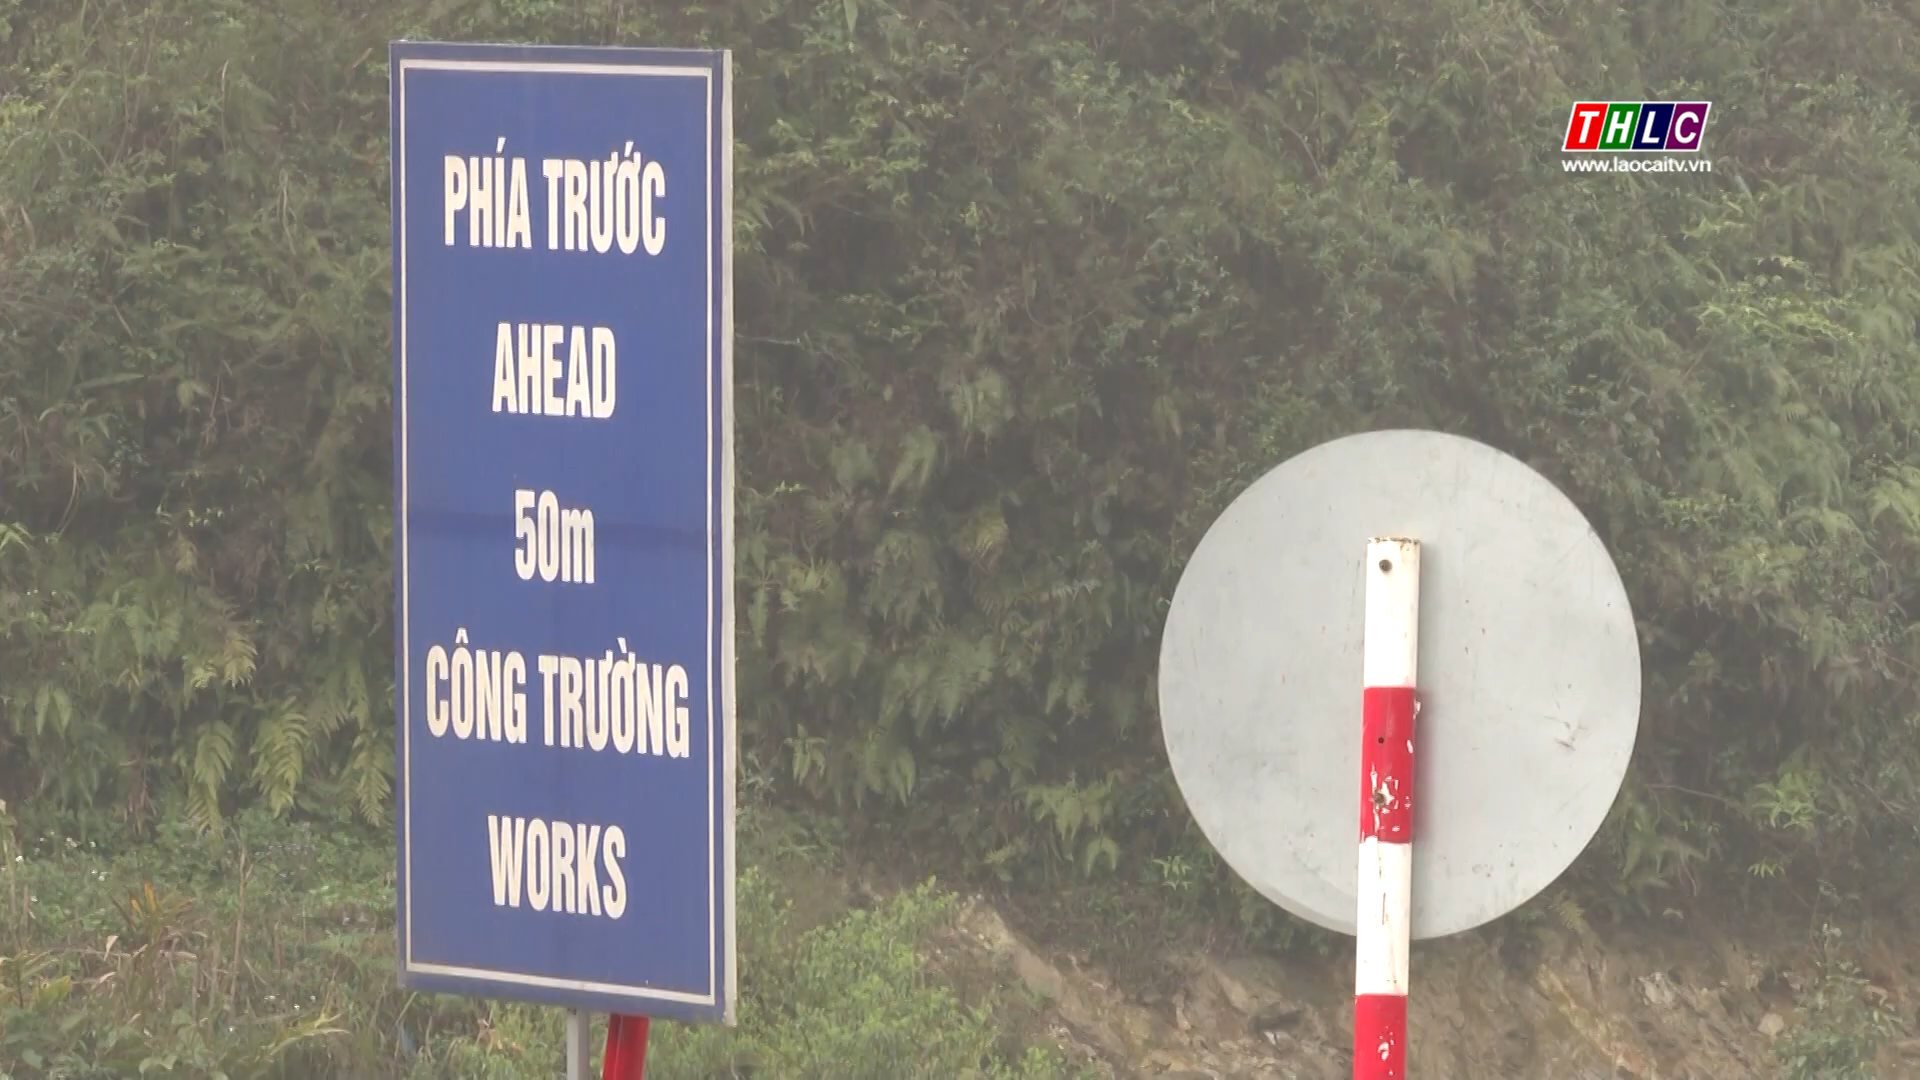 PHÍA TRƯỚC
AHEAD
50m
CÔNG TRƯỜNG
WORKS
THLC
www.laocaitv.vn